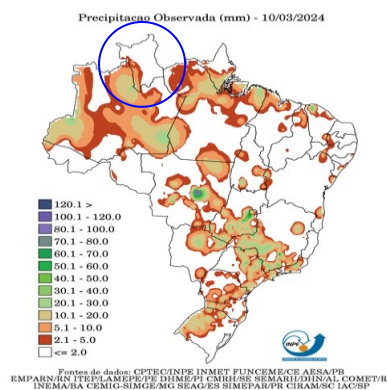 Precipitacao Observada (mm) - 10/03/2024
120.1 >
100.1 - 120.0
80.1 - 100.0
70.1 - 80.0
60.1 - 70.0
50.1 - 60.0
40.1 - 50.0
30.1 - 40.0
20.1 - 30.0
10.1 - 20.0
5.1 - 10.0
2.1 - 5.0
<= 2.0
INPE
Fontes de dados: CPTEC/INPE INMET FUNCEME/CE AESA/PB
EMPARN/RN ITEP/LAMEPE/PE DHME/PI CMRH/SE SEMARH/DHN/AL COMET/R
INEMA/BA CEMIG-SIMGE/MG SEAG/ES SIMEPAR/PR CIRAM/SC IAC/SP